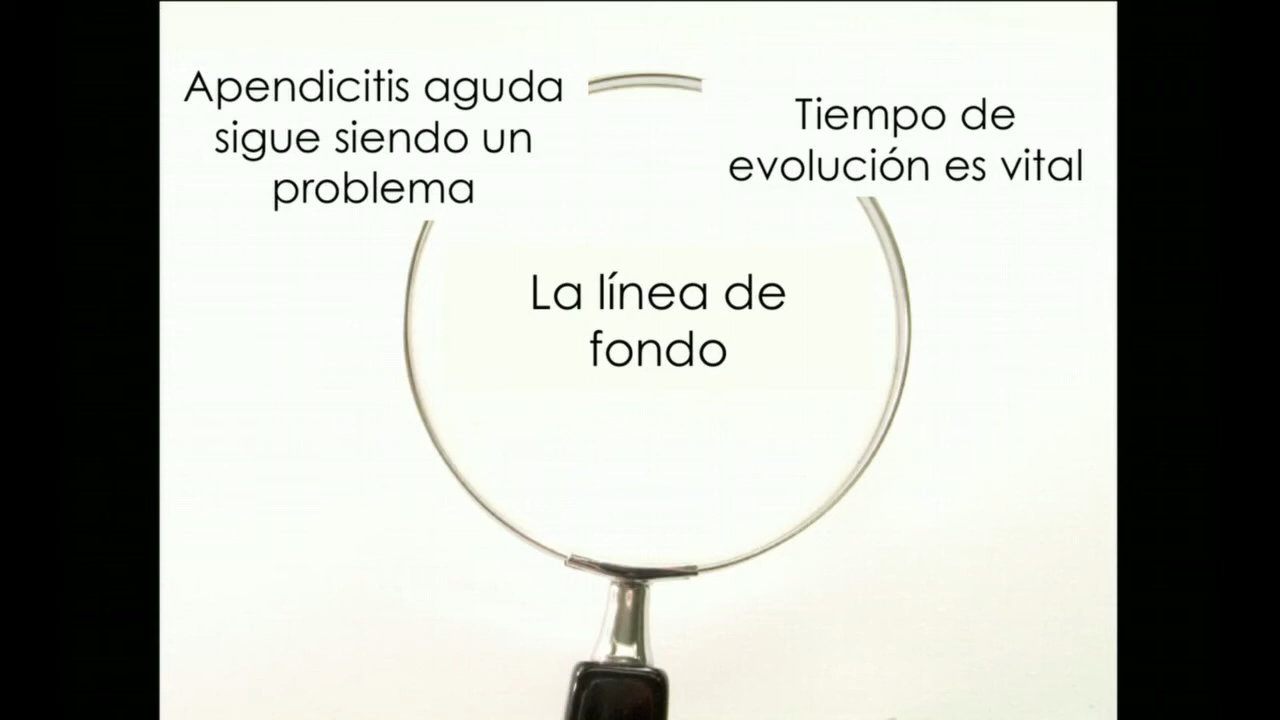 Apendicitis aguda
sigue siendo un
problema
Tiempo de
evolución es vital
La línea de
fondo